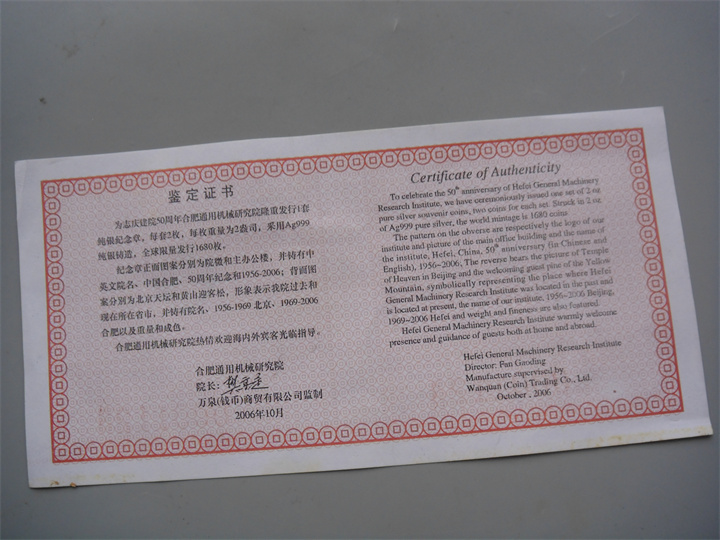 鉴定证书
为志庆建院50周年合肥通用机械研究院隆重发行1套
纯银纪念章，每套2枚，每枚重量为2盎司，采用Ag999
纯银铸造，全球限量发行1680枚。
纪念章正面图案分别为院徽和主办公楼，并铸有中
英文院名、中国合肥、50周年纪念和1956-2006；背面图
案分别为北京天坛和黄山迎客松，形象表示我院过去和
现在所在省市，并铸有院名、1956-1969 北京、1969-2006
合肥以及重量和成色。
合肥通用机械研究院热情欢迎海内外宾客光临指导。
合肥通用机械研究院
院长：
万泉(钱币)商贸有限公司监制
2006年10月
Certificate of Authenticity
To celebrate the 50th anniversary of Hefei General Machinery
Research Institute, we have ceremoniously issued one set of 2 oz
pure silver souvenir coins, two coins for each set. Struck in 2 oz
of Ag999 pure silver, the world mintage is 1680 coins
The pattern on the obverse are respectively the logo of our
institute and picture of the main office building and the name of
the institute, Hefei, China, 50th anniversary (in Chinese and
English), 1956~2006, The reverse bears the picture of Temple
of Heaven in Beijing and the welcoming guest pine of the Yellow
Mountain, symbolically representing the place where Hefei
General Machinery Research Institute was located in the past and
is located at present, the name of our institute, 1956~2006 Beijing,
1969~2006 Hefei and weight and fineness are also featured.
Hefei General Machinery Research Institute warmly welcome
presence and guidance of guests both at home and abroad.
Hefei General Machinery Research Institute
Director: Fan Gaoding
Manufacture supervised by
Wanquan (Coin) Trading Co., Ltd.
October, 2006